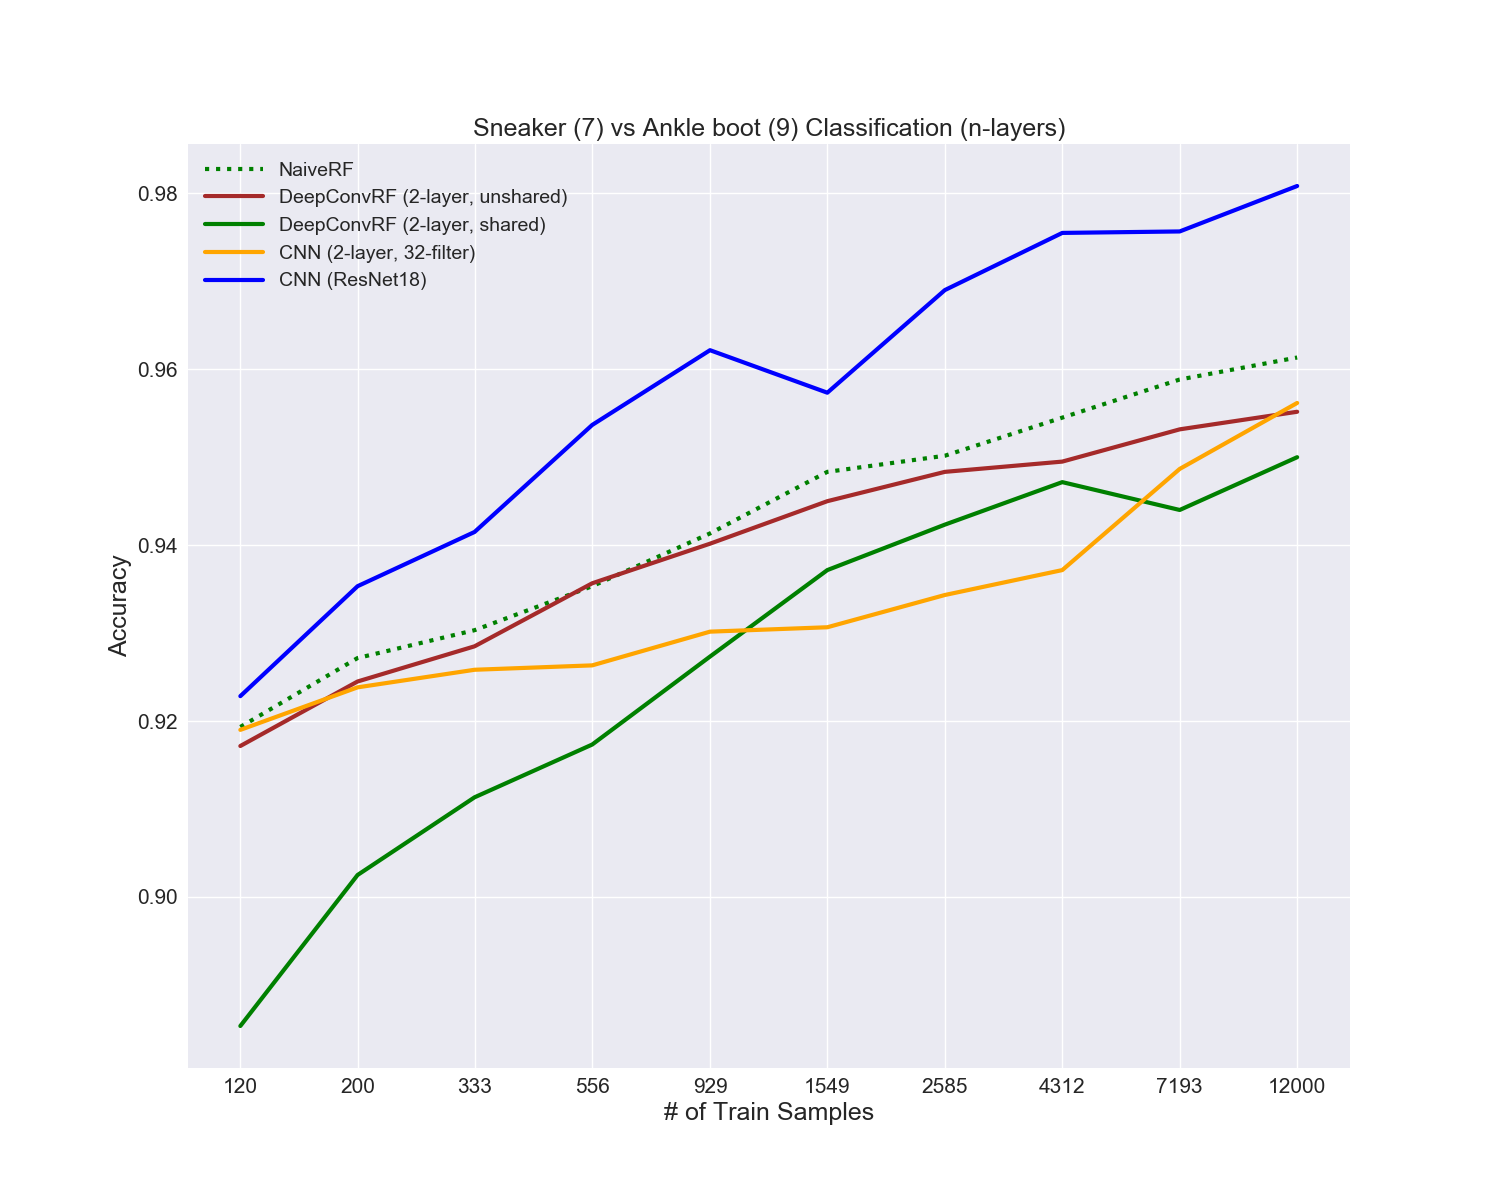 Sneaker (7) vs Ankle boot (9) Classification (n-layers)
NaiveRF
DeepConvRF (2-layer, unshared)
DeepConvRF (2-layer, shared)
CNN (2-layer, 32-filter)
CNN (ResNet18)
0.98
0.96
0.94
0.92
0.90
Accuracy
120 200 333 556 929 1549 2585 4312 7193 12000
# of Train Samples